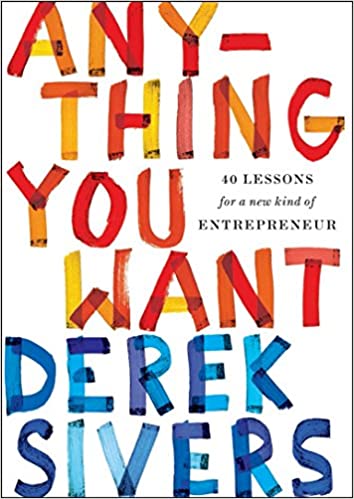 ANY-
THING
YOU
WANT
40 LESSONS
for a new kind of
ENTREPRENEUR
DEREK
SIVERS